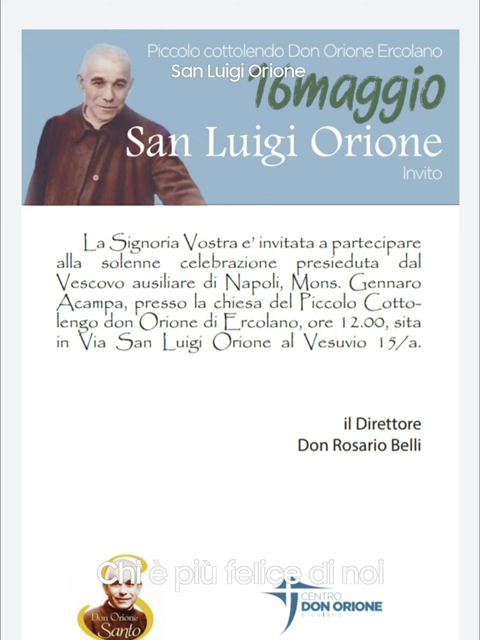 Piccolo cottolendo Don Orione Ercolano
San Luigi Orione
16maggio
San Luigi Orione
Invito
La Signoria Vostra e' invitata a partecipare
alla solenne celebrazione presieduta dal
Vescovo ausiliare di Napoli, Mons. Gennaro
Acampa, presso la chiesa del Piccolo Cotto-
lengo don Orione di Ercolano, ore 12.00, sita
in Via San Luigi Orione al Vesuvio 15/a.
il Direttore
Don Rosario Belli
Chi è più felice di noi
Don Orione
Santo
CENTRO
DON ORIONE
ercolano